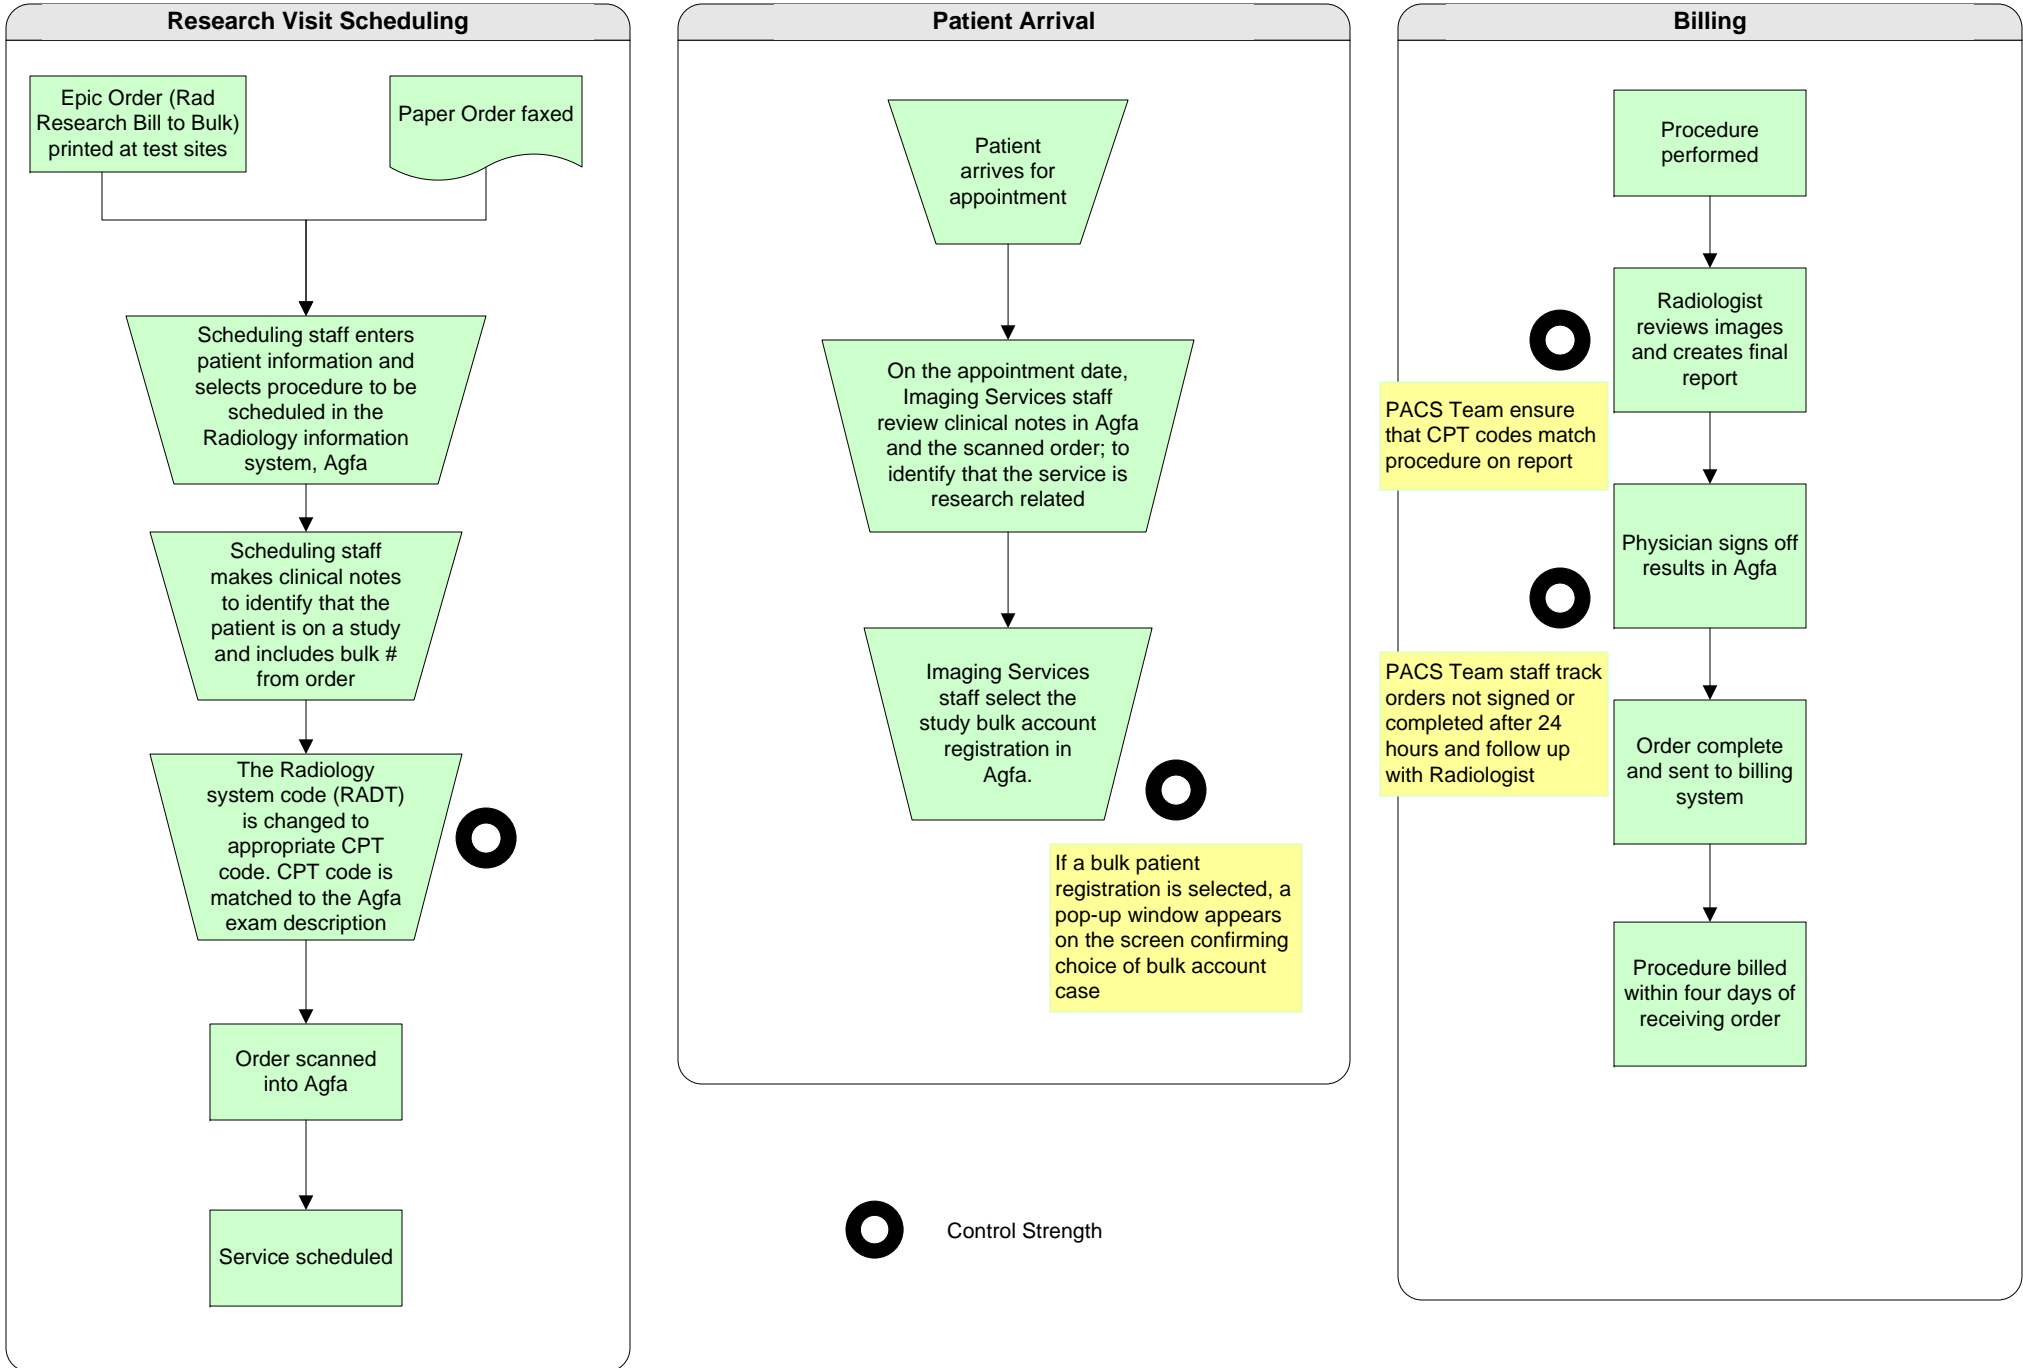 Research Visit Scheduling
Epic Order (Rad
Research Bill to Bulk)
printed at test sites
Paper Order faxed
Scheduling staff enters
patient information and
selects procedure to be
scheduled in the
Radiology information
system, Agfa
Scheduling staff
makes clinical notes
to identify that the
patient is on a study
and includes bulk #
from order
The Radiology
system code (RADT)
is changed to
appropriate CPT
code. CPT code is
matched to the Agfa
exam description
Order scanned
into Agfa
Service scheduled
Patient Arrival
Patient
arrives for
appointment
On the appointment date,
Imaging Services staff
review clinical notes in Agfa
and the scanned order; to
identify that the service is
research related
Imaging Services
staff select the
study bulk account
registration in
Agfa.
If a bulk patient
registration is selected, a
pop-up window appears
on the screen confirming
choice of bulk account
case
Control Strength
Billing
Procedure
performed
Radiologist
reviews images
and creates final
report
PACS Team ensure
that CPT codes match
procedure on report
Physician signs off
results in Agfa
PACS Team staff track
orders not signed or
completed after 24
hours and follow up
with Radiologist
Order complete
and sent to billing
system
Procedure billed
within four days of
receiving order